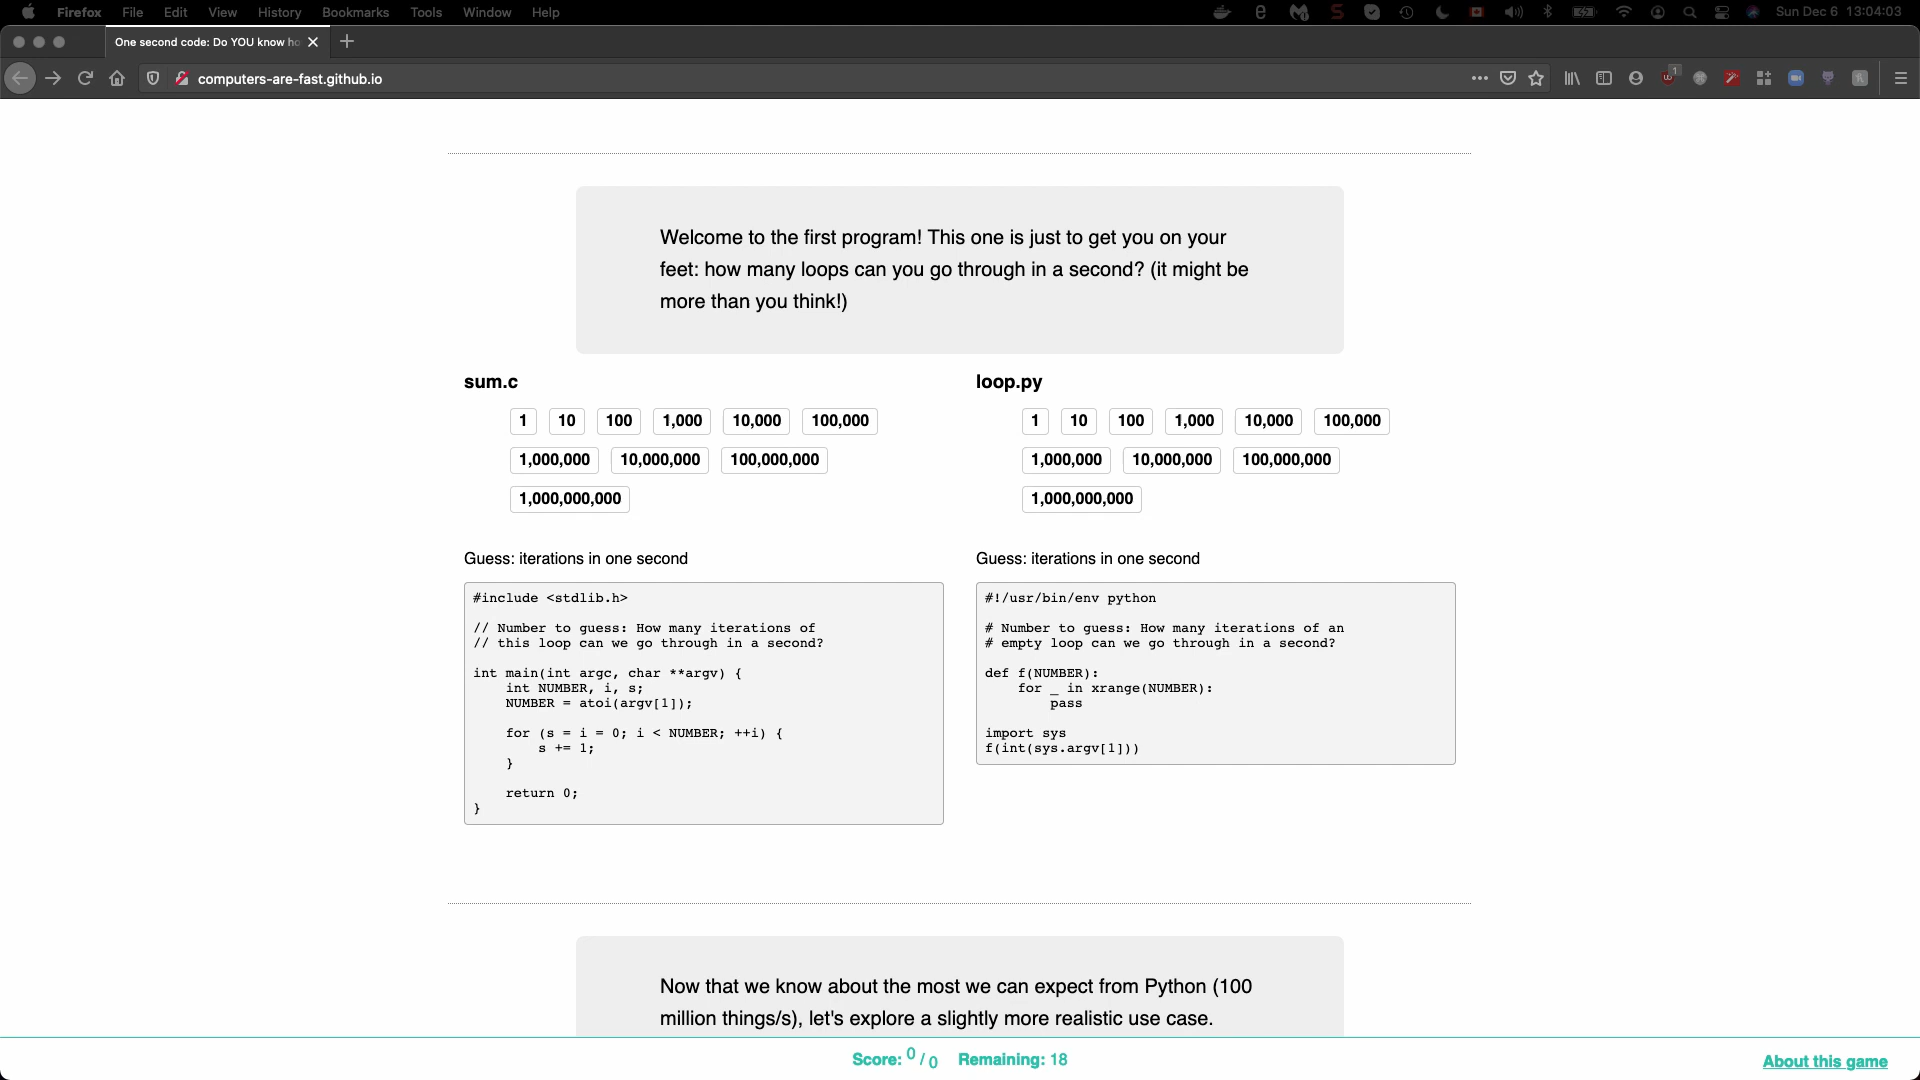 Firefox File Edit View History Bookmarks Tools Window Help Sun Dec 6 13:04:03
One second code: Do YOU know ho
computers-are-fast.github.io
1
Welcome to the first program! This one is just to get you on your
feet: how many loops can you go through in a second? (it might be
more than you think!)
sum.c
1 10 100 1,000 10,000 100,000
1,000,000 10,000,000 100,000,000
1,000,000,000
Guess: iterations in one second
#include <stdlib.h>
// Number to guess: How many iterations of
// this loop can we go through in a second?
int main(int argc, char **argv) {
int NUMBER, i, s;
NUMBER = atoi(argv[1]);
for (s = i = 0; i < NUMBER; ++i) {
s += 1;
}
return 0;
}
loop.py
1 10 100 1,000 10,000 100,000
1,000,000 10,000,000 100,000,000
1,000,000,000
Guess: iterations in one second
#!/usr/bin/env python
# Number to guess: How many iterations of an
# empty loop can we go through in a second?
def f(NUMBER):
for _ in xrange(NUMBER):
pass
import sys
f(int(sys.argv[1]))
Now that we know about the most we can expect from Python (100
million things/s), let's explore a slightly more realistic use case.
Score: 0 / 0 Remaining: 18
About this game